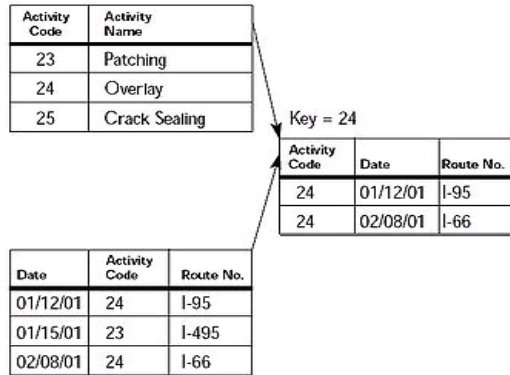 Activity Code Activity Name
23 Patching
24 Overlay
25 Crack Sealing
Key = 24
Activity Code Date Route No.
24 01/12/01 I-95
24 02/08/01 I-66
Date Activity Code Route No.
01/12/01 24 I-95
01/15/01 23 I-495
02/08/01 24 I-66